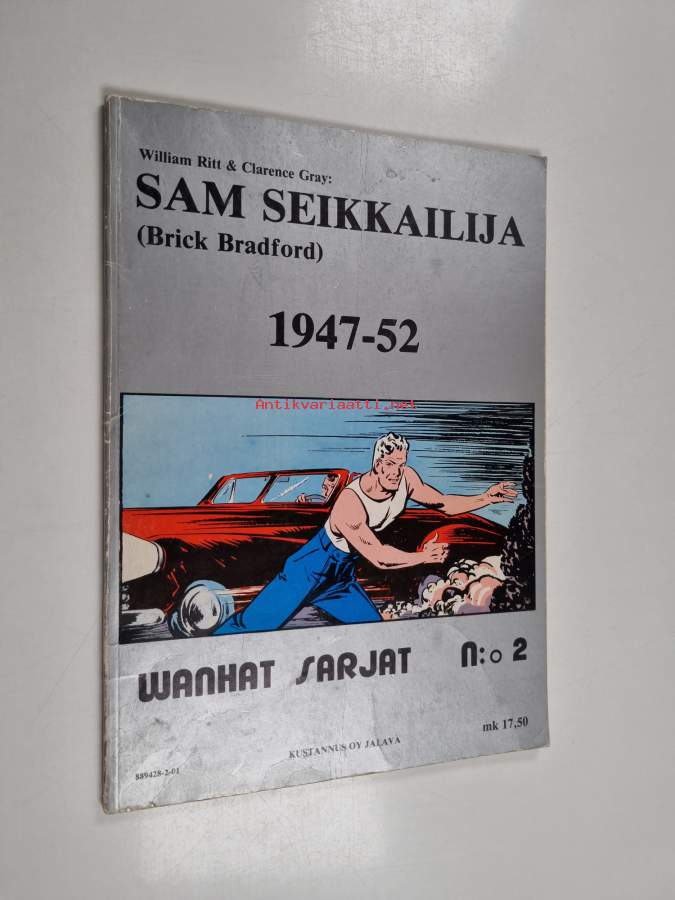 William Ritt & Clarence Gray:
SAM SEIKKAILIJA
(Brick Bradford)
1947-52
Antikvariaatti.net
WANHAT SARJAT N:o 2
mk 17,50
KUSTANNUS OY JALAVA
889428-2-01